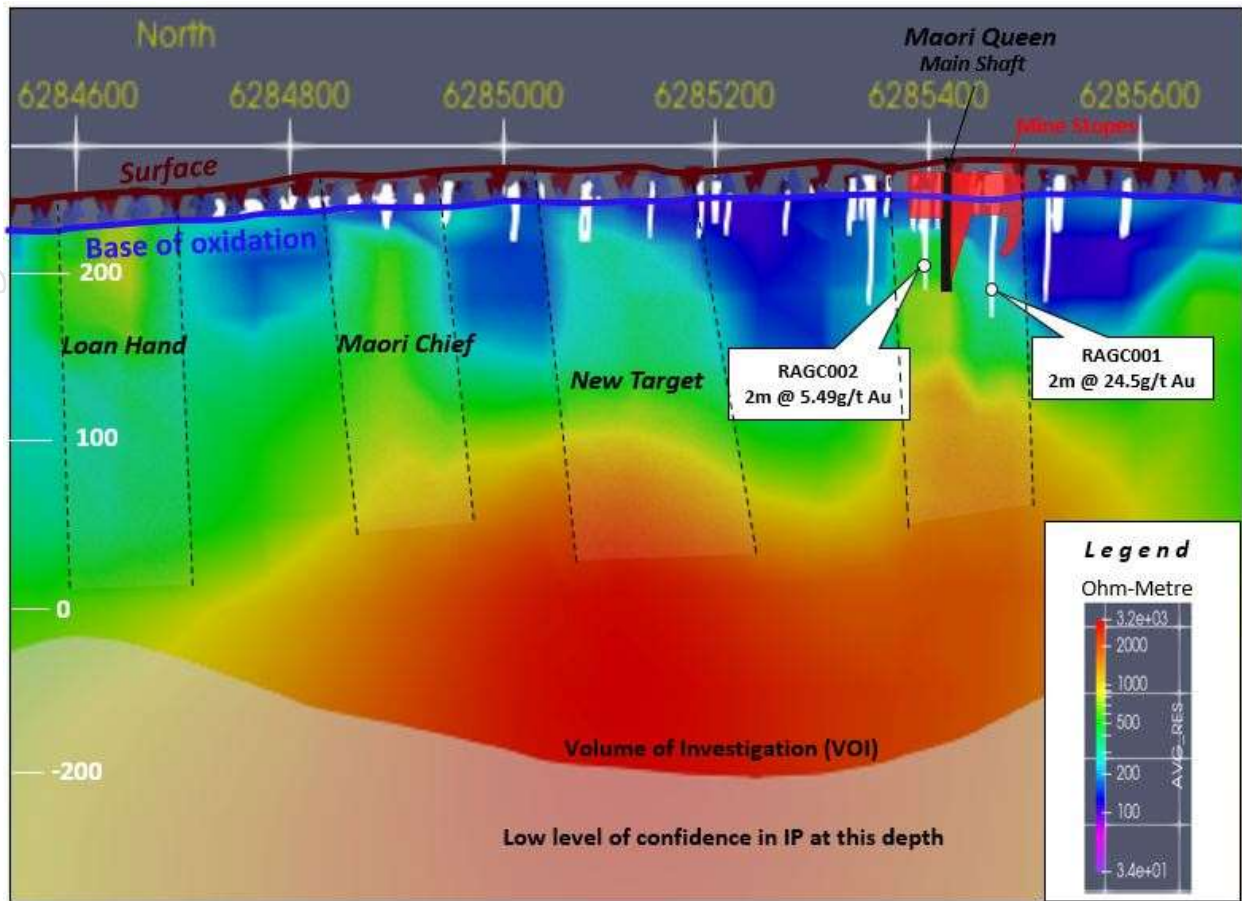 North
6284600
6284800
6285000
6285200
6285400
6285600
Maori Queen
Main Shaft
Mine Stopes
Surface
Base of oxidation
200
Loan Hand
Maori Chief
New Target
RAGC002
2m @ 5.49g/t Au
RAGC001
2m @ 24.5g/t Au
100
0
-200
Volume of Investigation (VOI)
Low level of confidence in IP at this depth
Legend
Ohm-Metre
3.2e+03
2000
1000
500
200
100
3.4e+01
AVG_RES